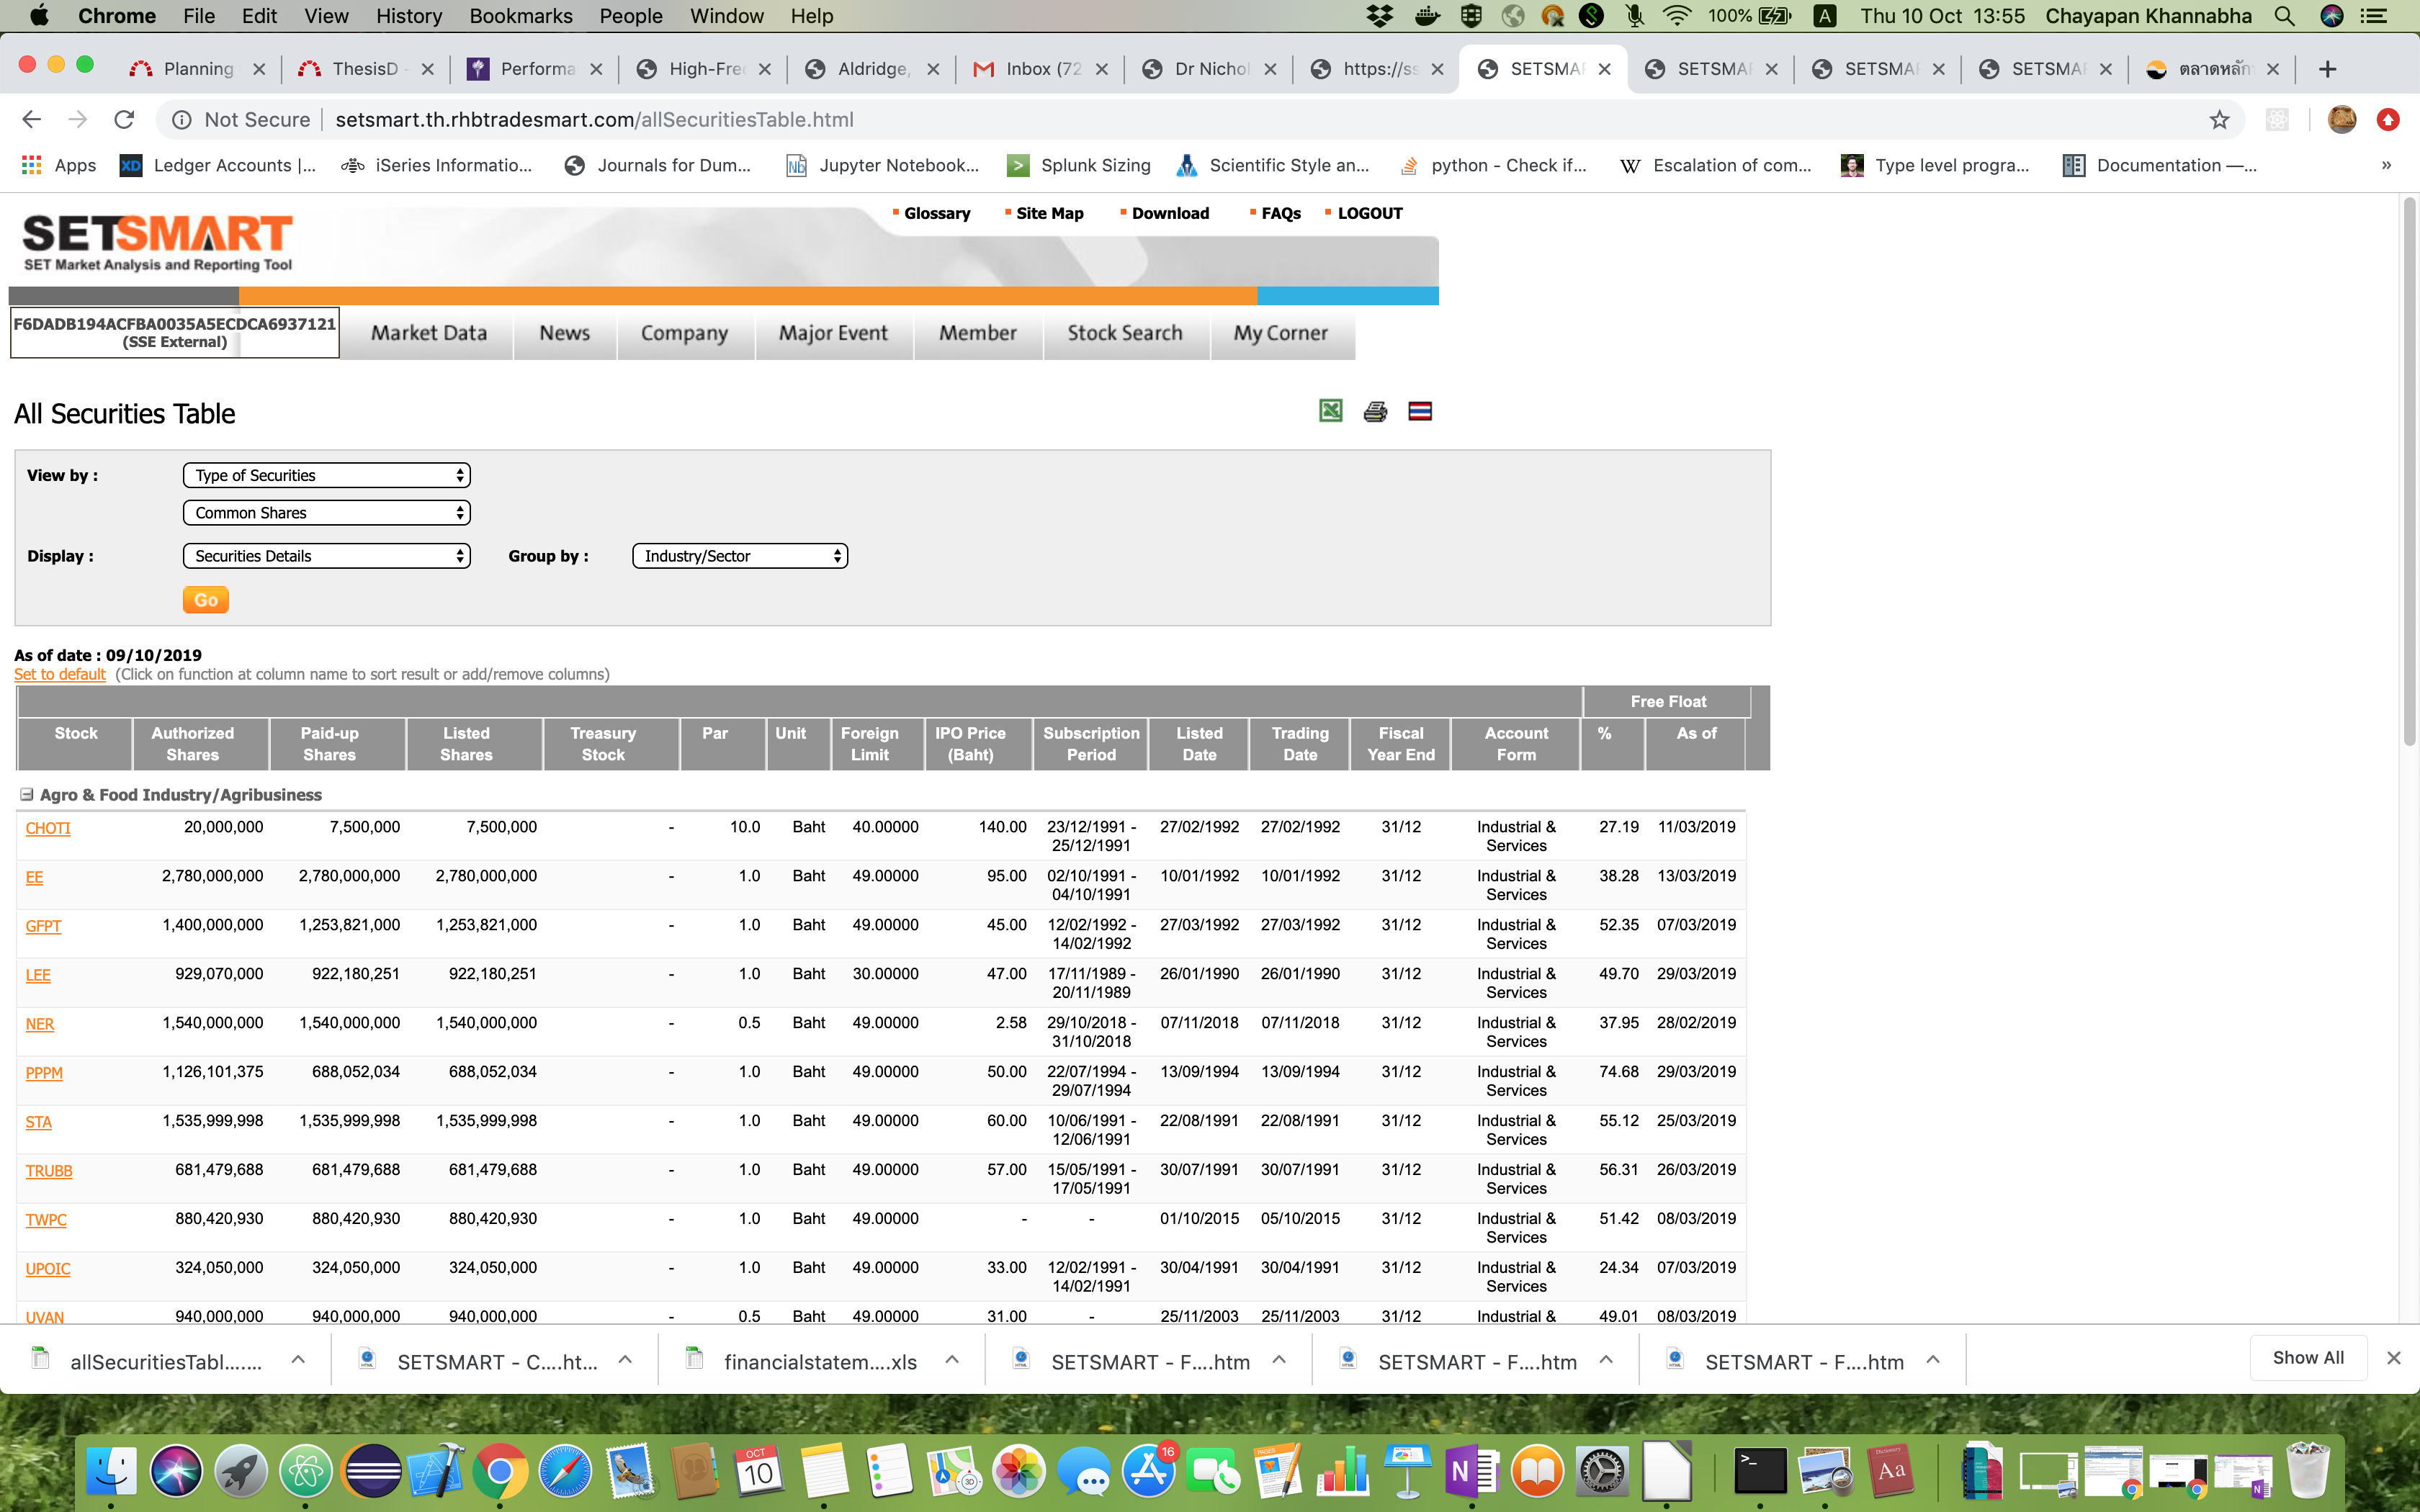 Chrome File Edit View History Bookmarks People Window Help 100% A Thu 10 Oct 13:55 Chayapan Khannabha
Planning ThesisD - Performa High-Fre Aldridge, Inbox (72 Dr Nichol https://ss SETSMA SETSMA SETSMA SETSMA ตลาดหลัก
Not Secure setsmart.th.rhbtradesmart.com/allSecuritiesTable.html
Apps Ledger Accounts |... iSeries Informatio... Journals for Dum... Jupyter Notebook... Splunk Sizing Scientific Style an... python - Check if... Escalation of com... Type level progra... Documentation —... »
Glossary Site Map Download FAQs LOGOUT
SETSMART
SET Market Analysis and Reporting Tool
F6DADB194ACFBA0035A5ECDCA6937121
(SSE External)
Market Data News Company Major Event Member Stock Search My Corner
All Securities Table
View by : Type of Securities
Common Shares
Display : Securities Details Group by : Industry/Sector
Go
As of date : 09/10/2019
Set to default (Click on function at column name to sort result or add/remove columns)
Free Float
Stock Authorized Shares Paid-up Shares Listed Shares Treasury Stock Par Unit Foreign Limit IPO Price (Baht) Subscription Period Listed Date Trading Date Fiscal Year End Account Form % As of
Agro & Food Industry/Agribusiness
CHOTI 20,000,000 7,500,000 7,500,000 - 10.0 Baht 40.00000 140.00 23/12/1991 - 25/12/1991 27/02/1992 27/02/1992 31/12 Industrial & Services 27.19 11/03/2019
EE 2,780,000,000 2,780,000,000 2,780,000,000 - 1.0 Baht 49.00000 95.00 02/10/1991 - 04/10/1991 10/01/1992 10/01/1992 31/12 Industrial & Services 38.28 13/03/2019
GFPT 1,400,000,000 1,253,821,000 1,253,821,000 - 1.0 Baht 49.00000 45.00 12/02/1992 - 14/02/1992 27/03/1992 27/03/1992 31/12 Industrial & Services 52.35 07/03/2019
LEE 929,070,000 922,180,251 922,180,251 - 1.0 Baht 30.00000 47.00 17/11/1989 - 20/11/1989 26/01/1990 26/01/1990 31/12 Industrial & Services 49.70 29/03/2019
NER 1,540,000,000 1,540,000,000 1,540,000,000 - 0.5 Baht 49.00000 2.58 29/10/2018 - 31/10/2018 07/11/2018 07/11/2018 31/12 Industrial & Services 37.95 28/02/2019
PPPM 1,126,101,375 688,052,034 688,052,034 - 1.0 Baht 49.00000 50.00 22/07/1994 - 29/07/1994 13/09/1994 13/09/1994 31/12 Industrial & Services 74.68 29/03/2019
STA 1,535,999,998 1,535,999,998 1,535,999,998 - 1.0 Baht 49.00000 60.00 10/06/1991 - 12/06/1991 22/08/1991 22/08/1991 31/12 Industrial & Services 55.12 25/03/2019
TRUBB 681,479,688 681,479,688 681,479,688 - 1.0 Baht 49.00000 57.00 15/05/1991 - 17/05/1991 30/07/1991 30/07/1991 31/12 Industrial & Services 56.31 26/03/2019
TWPC 880,420,930 880,420,930 880,420,930 - 1.0 Baht 49.00000 - - 01/10/2015 05/10/2015 31/12 Industrial & Services 51.42 08/03/2019
UPOIC 324,050,000 324,050,000 324,050,000 - 1.0 Baht 49.00000 33.00 12/02/1991 - 14/02/1991 30/04/1991 30/04/1991 31/12 Industrial & Services 24.34 07/03/2019
UVAN 940,000,000 940,000,000 940,000,000 - 0.5 Baht 49.00000 31.00 - 25/11/2003 25/11/2003 31/12 Industrial & 49.01 08/03/2019
allSecuritiesTabl...... SETSMART - C....ht... financialstatem....xls SETSMART - F....htm SETSMART - F....htm SETSMART - F....htm Show All
OCT 10 3D 16 PAGES N >_ Dictionary Aa